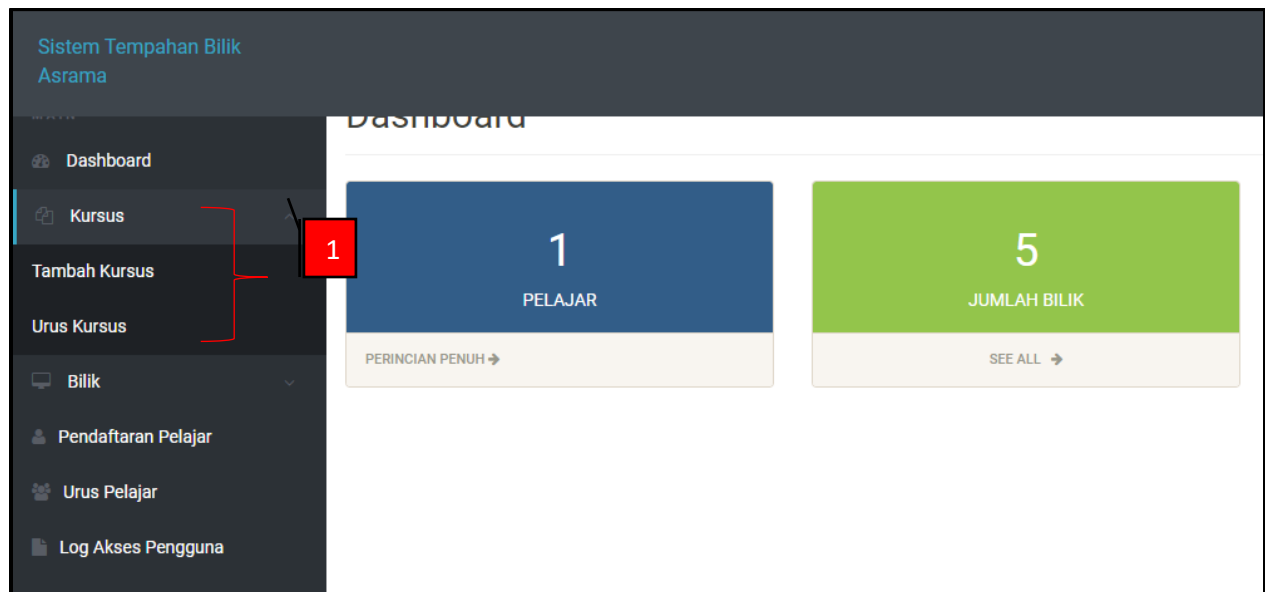 Sistem Tempahan Bilik
Asrama
Dashboard
Dashboard
Kursus
Tambah Kursus
Urus Kursus
Bilik
Pendaftaran Pelajar
Urus Pelajar
Log Akses Pengguna
1
1
PELAJAR
PERINCIAN PENUH
5
JUMLAH BILIK
SEE ALL